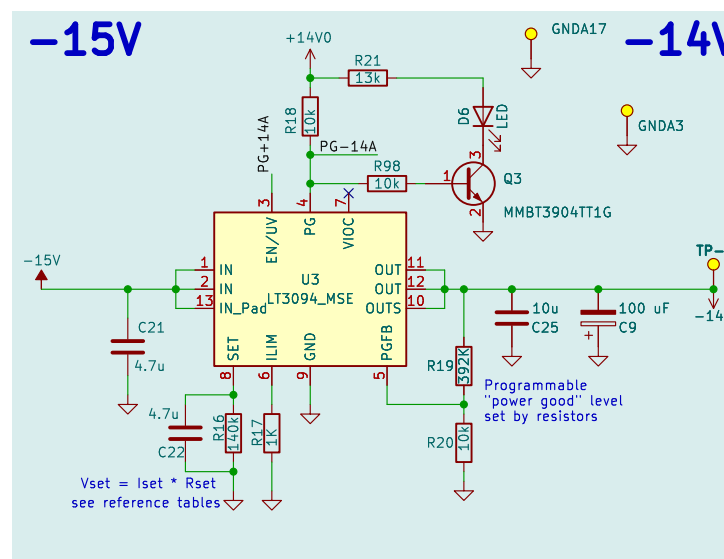 -15V
-14V
GNDA17
+14V0
R21
13k
R18
10k
D6
LED
GNDA3
PG+14A
PG-14A
R98
10k
3
1
2
Q3
MMBT3904TT1G
3
4
7
EN/UV
PG
VIOC
-15V
TP-
1
IN
2
IN
13
IN_Pad
U3
LT3094_MSE
OUT
11
OUT
12
OUTS
10
10u
C25
100 uF
C9
+
-14
C21
4.7u
SET
ILIM
GND
PGFB
8
6
9
5
R19
392K
Programmable
"power good" level
set by resistors
4.7u
C22
R16
140k
R17
1K
R20
10k
Vset = Iset * Rset
see reference tables